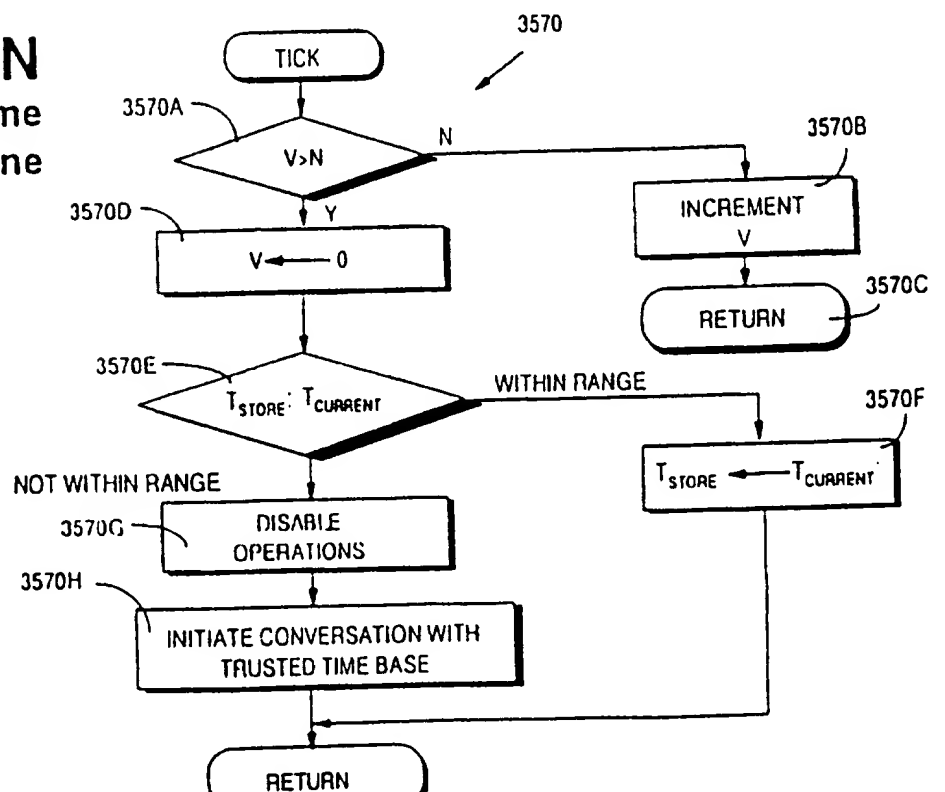 N
me
ne
3570
TICK
3570A
V>N
N
3570B
INCREMENT
V
3570D
Y
V ← 0
3570C
RETURN
3570E
T_STORE : T_CURRENT
WITHIN RANGE
3570F
T_STORE ← T_CURRENT
NOT WITHIN RANGE
3570G
DISABLE
OPERATIONS
3570H
INITIATE CONVERSATION WITH
TRUSTED TIME BASE
RETURN